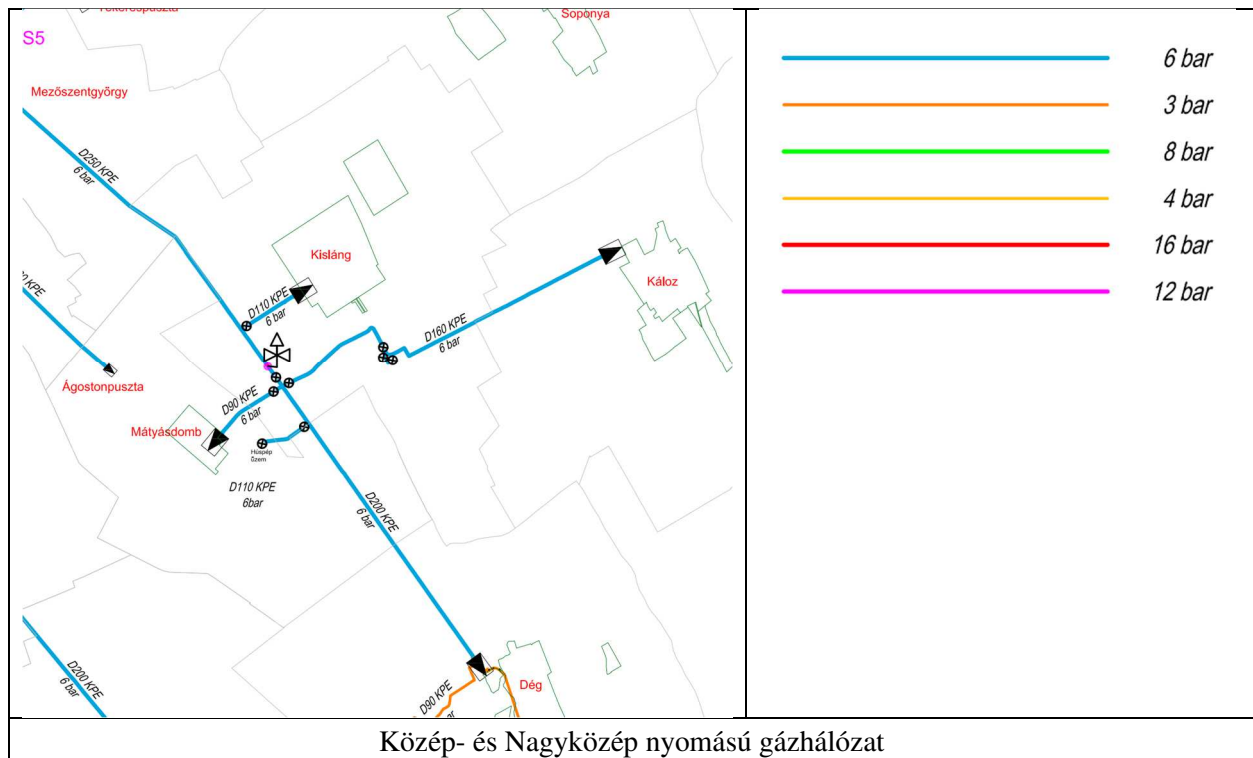 Soponya
S5
Mezőszentgyörgy
D250 KPE
6 bar
Kisláng
Káloz
D110 KPE
6 bar
D160 KPE
6 bar
Ágostonpuszta
D90 KPE
6 bar
Mátyásdomb
Húspép
üzem
D110 KPE
6bar
D200 KPE
6 bar
D200 KPE
6 bar
Dég
D90 KPE
6 bar
3 bar
8 bar
4 bar
16 bar
12 bar
Közép- és Nagyközép nyomású gázhálózat